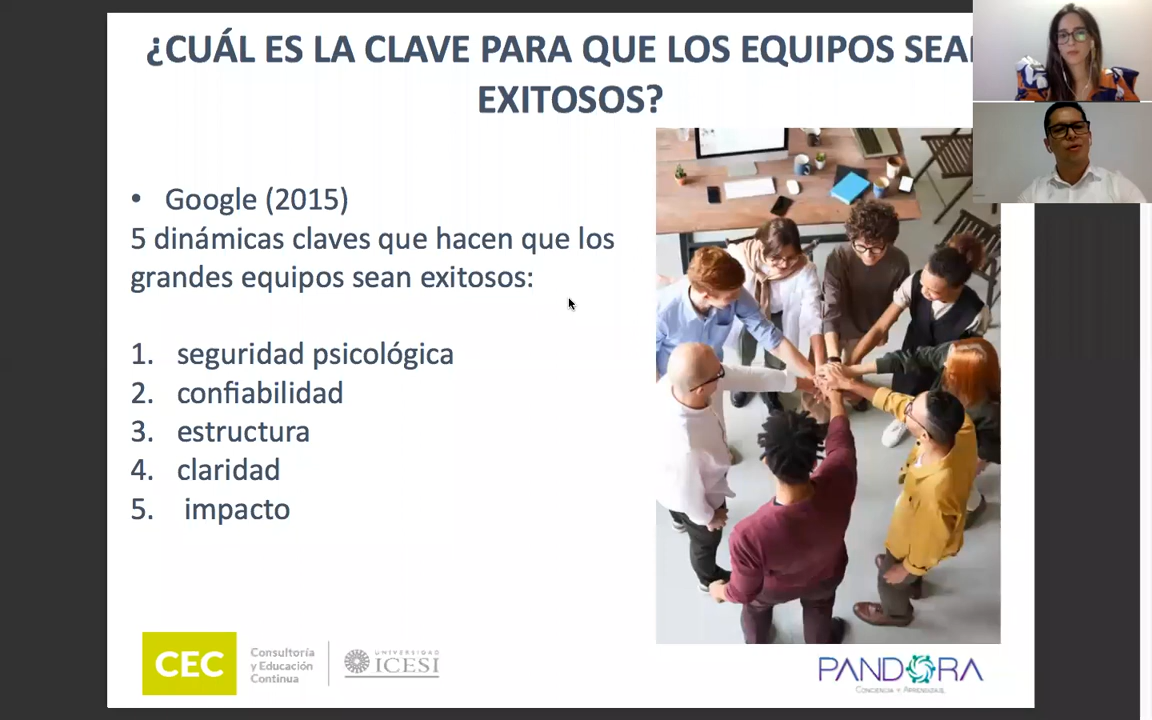 ¿CUÁL ES LA CLAVE PARA QUE LOS EQUIPOS SEAN
EXITOSOS?
• Google (2015)
5 dinámicas claves que hacen que los
grandes equipos sean exitosos:
1. seguridad psicológica
2. confiabilidad
3. estructura
4. claridad
5. impacto
CEC
Consultoría
y Educación
Continua
UNIVERSIDAD
ICESI
PANDORA
CONCIENCIA Y APRENDIZAJE